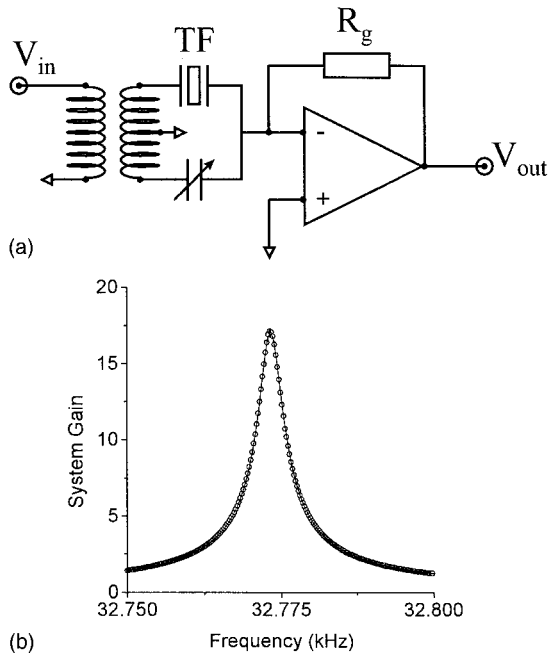 TF
R_g
V_in
-
+
V_out
(a)
20
15
10
5
0
System Gain
32.750
32.775
32.800
Frequency (kHz)
(b)